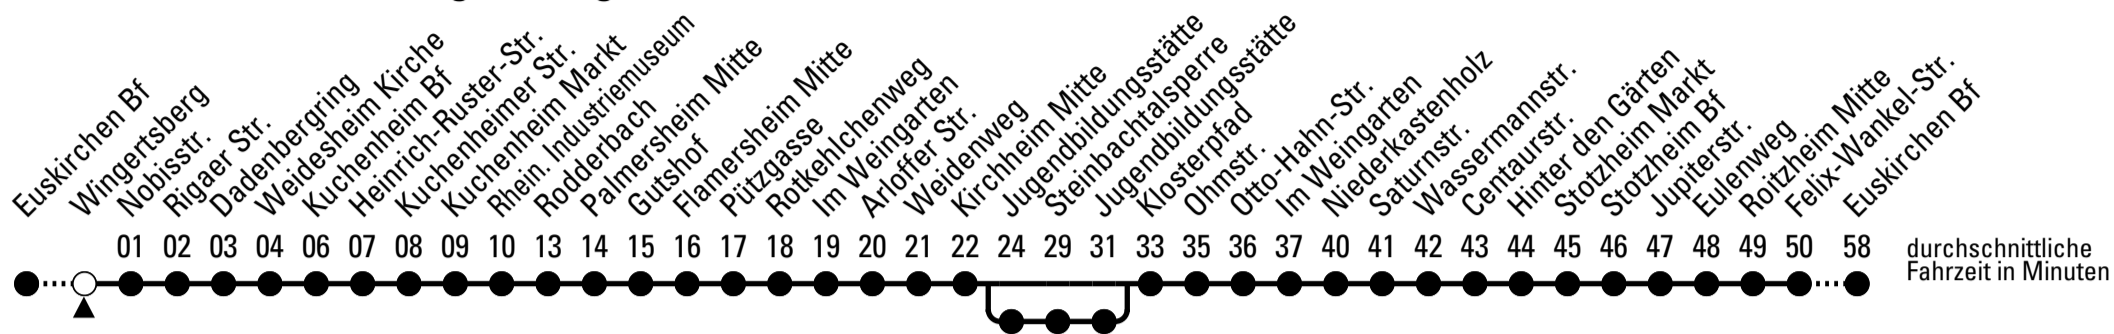 Euskirchen Bf
Wingertsberg
Nobisstr.
Rigaer Str.
Dadenbergring
Weidesheim Kirche
Kuchenheim Bf
Heinrich-Ruster-Str.
Kuchenheimer Str.
Kuchenheim Markt
Rhein. Industriemuseum
Rodderbach
Palmersheim Mitte
Gutshof
Flamersheim Mitte
Pützgasse
Rotkehlchenweg
Im Weingarten
Arloffer Str.
Weidenweg
Kirchheim Mitte
Jugendbildungsstätte
Steinbachtalsperre
Jugendbildungsstätte
Klosterpfad
Ohmstr.
Otto-Hahn-Str.
Im Weingarten
Niederkastenholz
Saturnstr.
Wassermannstr.
Centaurstr.
Hinter den Gärten
Stotzheim Markt
Stotzheim Bf
Jupiterstr.
Eulenweg
Roitzheim Mitte
Felix-Wankel-Str.
Euskirchen Bf
01 02 03 04 06 07 08 09 10 13 14 15 16 17 18 19 20 21 22 24 29 31 33 35 36 37 40 41 42 43 44 45 46 47 48 49 50 58
durchschnittliche
Fahrzeit in Minuten